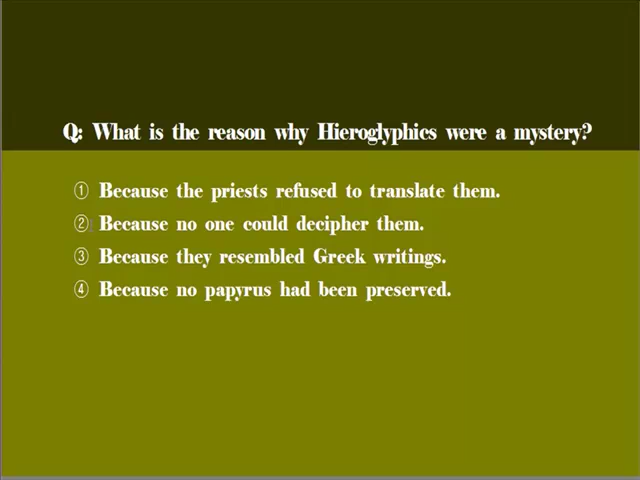 Q: What is the reason why Hieroglyphics were a mystery?
① Because the priests refused to translate them.
② Because no one could decipher them.
③ Because they resembled Greek writings.
④ Because no papyrus had been preserved.